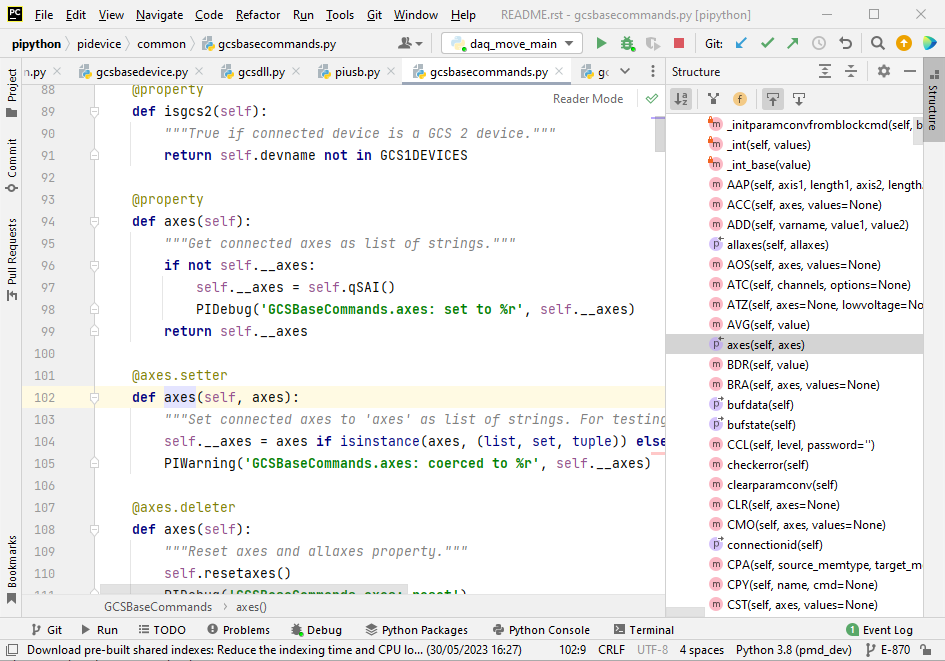 PC File Edit View Navigate Code Refactor Run Tools Git Window Help README.rst - gcsbasecommands.py [pipython]
pipython pidevice common gcsbasecommands.py daq_move_main Git:
n.py gcsbasedevice.py gcsdll.py piusb.py gcsbasecommands.py gc Structure
Project
Commit
Pull Requests
Bookmarks
Structure
Reader Mode
88 @property
89 def isgcs2(self):
90 """True if connected device is a GCS 2 device."""
91 return self.devname not in GCS1DEVICES
92
93 @property
94 def axes(self):
95 """Get connected axes as list of strings."""
96 if not self.__axes:
97 self.__axes = self.qSAI()
98 PIDebug('GCSBaseCommands.axes: set to %r', self.__axes)
99 return self.__axes
100
101 @axes.setter
102 def axes(self, axes):
103 """Set connected axes to 'axes' as list of strings. For testing
104 self.__axes = axes if isinstance(axes, (list, set, tuple)) else
105 PIWarning('GCSBaseCommands.axes: coerced to %r', self.__axes)
106
107 @axes.deleter
108 def axes(self):
109 """Reset axes and allaxes property."""
110 self.resetaxes()
111 PIDebug('GCSBaseCommands.axes: reset')
GCSBaseCommands axes()
m _initparamconvfromblockcmd(self, b
m _int(self, values)
m _int_base(value)
m AAP(self, axis1, length1, axis2, length
m ACC(self, axes, values=None)
m ADD(self, varname, value1, value2)
p allaxes(self, allaxes)
m AOS(self, axes, values=None)
m ATC(self, channels, options=None)
m ATZ(self, axes=None, lowvoltage=No
m AVG(self, value)
p axes(self, axes)
m BDR(self, value)
m BRA(self, axes, values=None)
p bufdata(self)
p bufstate(self)
m CCL(self, level, password='')
m checkerror(self)
m clearparamconv(self)
m CLR(self, axes=None)
m CMO(self, axes, values=None)
p connectionid(self)
m CPA(self, source_memtype, target_m
m CPY(self, name, cmd=None)
m CST(self, axes, values=None)
Git Run TODO Problems Debug Python Packages Python Console Terminal 1 Event Log
Download pre-built shared indexes: Reduce the indexing time and CPU lo... (30/05/2023 16:27) 102:9 CRLF UTF-8 4 spaces Python 3.8 (pmd_dev) E-870